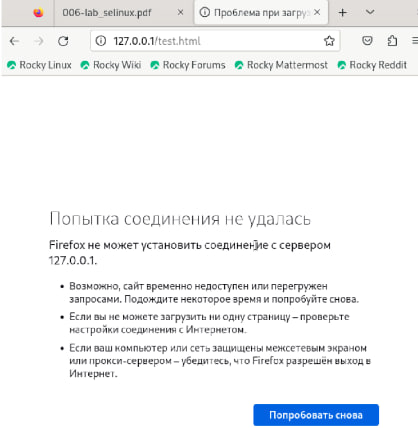 006-lab_selinux.pdf × Проблема при загруз ×
127.0.0.1/test.html
Rocky Linux Rocky Wiki Rocky Forums Rocky Mattermost Rocky Reddit
Попытка соединения не удалась
Firefox не может установить соединение с сервером
127.0.0.1.
• Возможно, сайт временно недоступен или перегружен
запросами. Подождите некоторое время и попробуйте снова.
• Если вы не можете загрузить ни одну страницу – проверьте
настройки соединения с Интернетом.
• Если ваш компьютер или сеть защищены межсетевым экраном
или прокси-сервером – убедитесь, что Firefox разрешён выход в
Интернет.
Попробовать снова